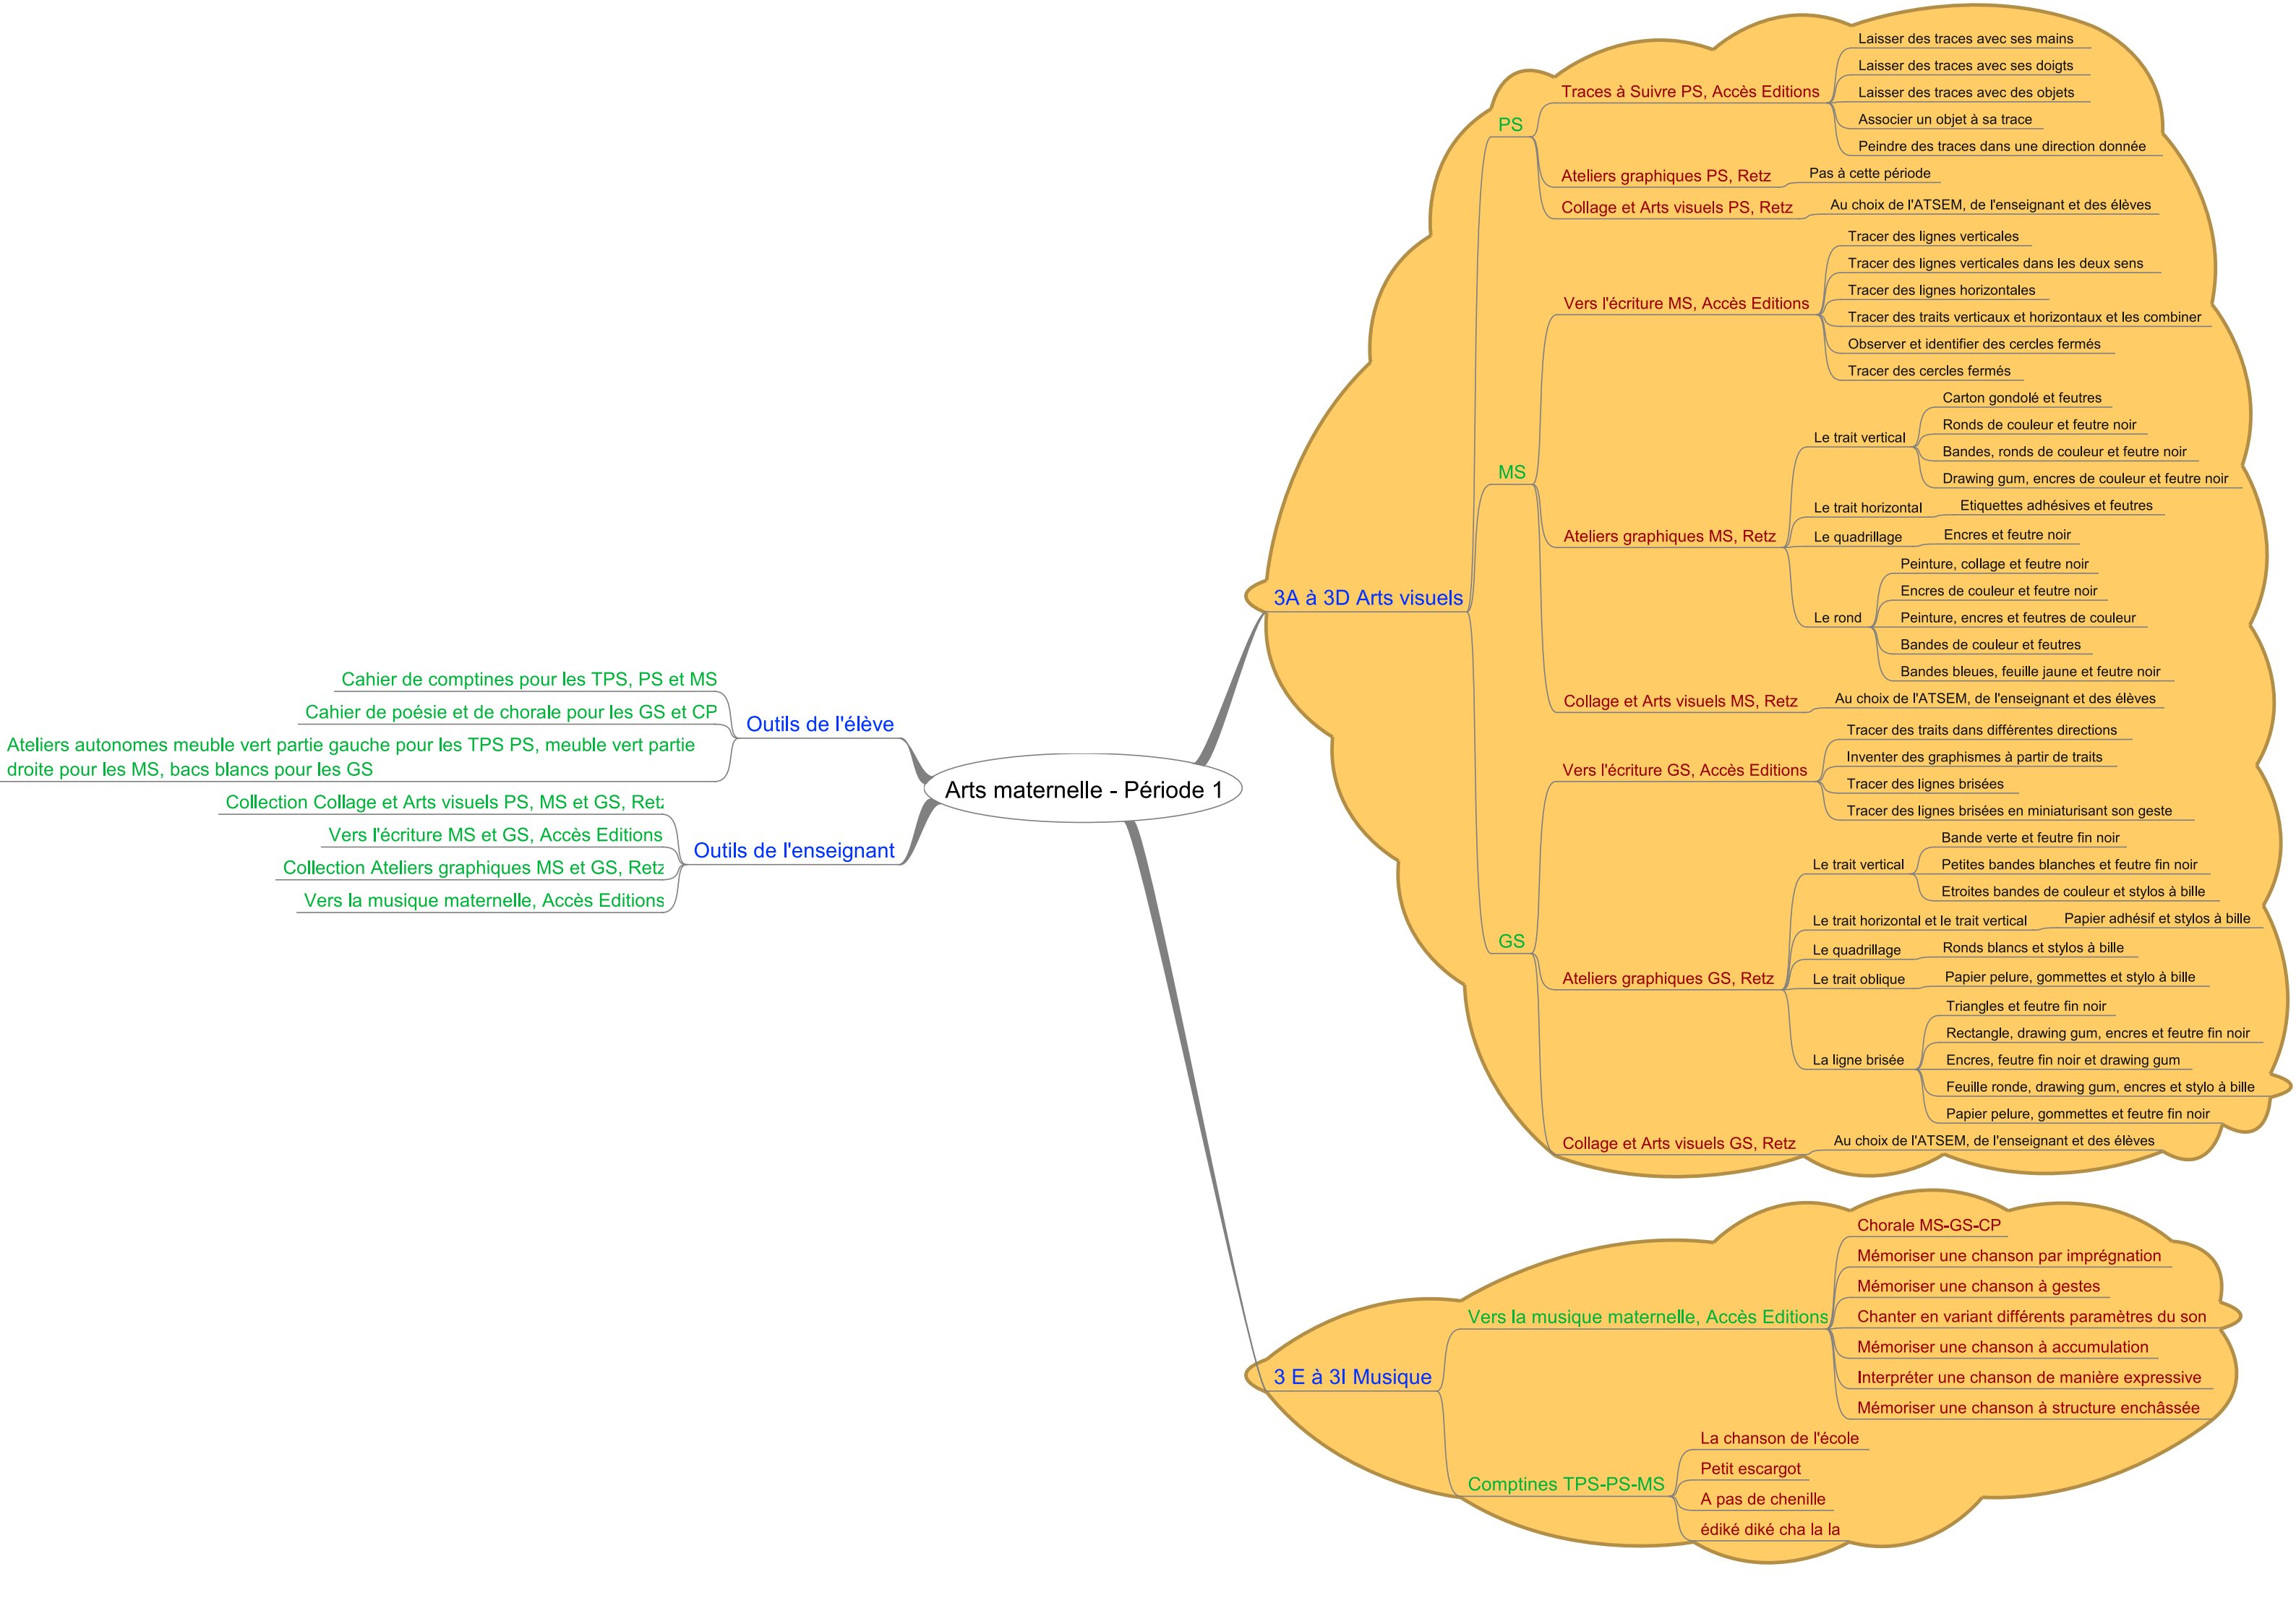 Arts maternelle - Période 1
Outils de l'élève
Cahier de comptines pour les TPS, PS et MS
Cahier de poésie et de chorale pour les GS et CP
Ateliers autonomes meuble vert partie gauche pour les TPS PS, meuble vert partie
droite pour les MS, bacs blancs pour les GS
Outils de l'enseignant
Collection Collage et Arts visuels PS, MS et GS, Retz
Vers l'écriture MS et GS, Accès Editions
Collection Ateliers graphiques MS et GS, Retz
Vers la musique maternelle, Accès Editions
3A à 3D Arts visuels
PS
Traces à Suivre PS, Accès Editions
Laisser des traces avec ses mains
Laisser des traces avec ses doigts
Laisser des traces avec des objets
Associer un objet à sa trace
Peindre des traces dans une direction donnée
Ateliers graphiques PS, Retz
Pas à cette période
Collage et Arts visuels PS, Retz
Au choix de l'ATSEM, de l'enseignant et des élèves
MS
Vers l'écriture MS, Accès Editions
Tracer des lignes verticales
Tracer des lignes verticales dans les deux sens
Tracer des lignes horizontales
Tracer des traits verticaux et horizontaux et les combiner
Observer et identifier des cercles fermés
Tracer des cercles fermés
Ateliers graphiques MS, Retz
Le trait vertical
Carton gondolé et feutres
Ronds de couleur et feutre noir
Bandes, ronds de couleur et feutre noir
Drawing gum, encres de couleur et feutre noir
Le trait horizontal
Etiquettes adhésives et feutres
Le quadrillage
Encres et feutre noir
Le rond
Peinture, collage et feutre noir
Encres de couleur et feutre noir
Peinture, encres et feutres de couleur
Bandes de couleur et feutres
Bandes bleues, feuille jaune et feutre noir
Collage et Arts visuels MS, Retz
Au choix de l'ATSEM, de l'enseignant et des élèves
GS
Vers l'écriture GS, Accès Editions
Tracer des traits dans différentes directions
Inventer des graphismes à partir de traits
Tracer des lignes brisées
Tracer des lignes brisées en miniaturisant son geste
Ateliers graphiques GS, Retz
Le trait vertical
Bande verte et feutre fin noir
Petites bandes blanches et feutre fin noir
Etroites bandes de couleur et stylos à bille
Le trait horizontal et le trait vertical
Papier adhésif et stylos à bille
Le quadrillage
Ronds blancs et stylos à bille
Le trait oblique
Papier pelure, gommettes et stylo à bille
La ligne brisée
Triangles et feutre fin noir
Rectangle, drawing gum, encres et feutre fin noir
Encres, feutre fin noir et drawing gum
Feuille ronde, drawing gum, encres et stylo à bille
Papier pelure, gommettes et feutre fin noir
Collage et Arts visuels GS, Retz
Au choix de l'ATSEM, de l'enseignant et des élèves
3 E à 3I Musique
Vers la musique maternelle, Accès Editions
Chorale MS-GS-CP
Mémoriser une chanson par imprégnation
Mémoriser une chanson à gestes
Chanter en variant différents paramètres du son
Mémoriser une chanson à accumulation
Interpréter une chanson de manière expressive
Mémoriser une chanson à structure enchâssée
Comptines TPS-PS-MS
La chanson de l'école
Petit escargot
A pas de chenille
édiké diké cha la la